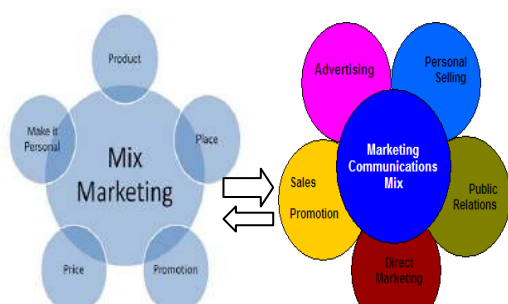 Product
Make it
Personal
Place
Mix
Marketing
Price
Promotion
Advertising
Personal
Selling
Marketing
Communications
Mix
Sales
Promotion
Public
Relations
Direct
Marketing